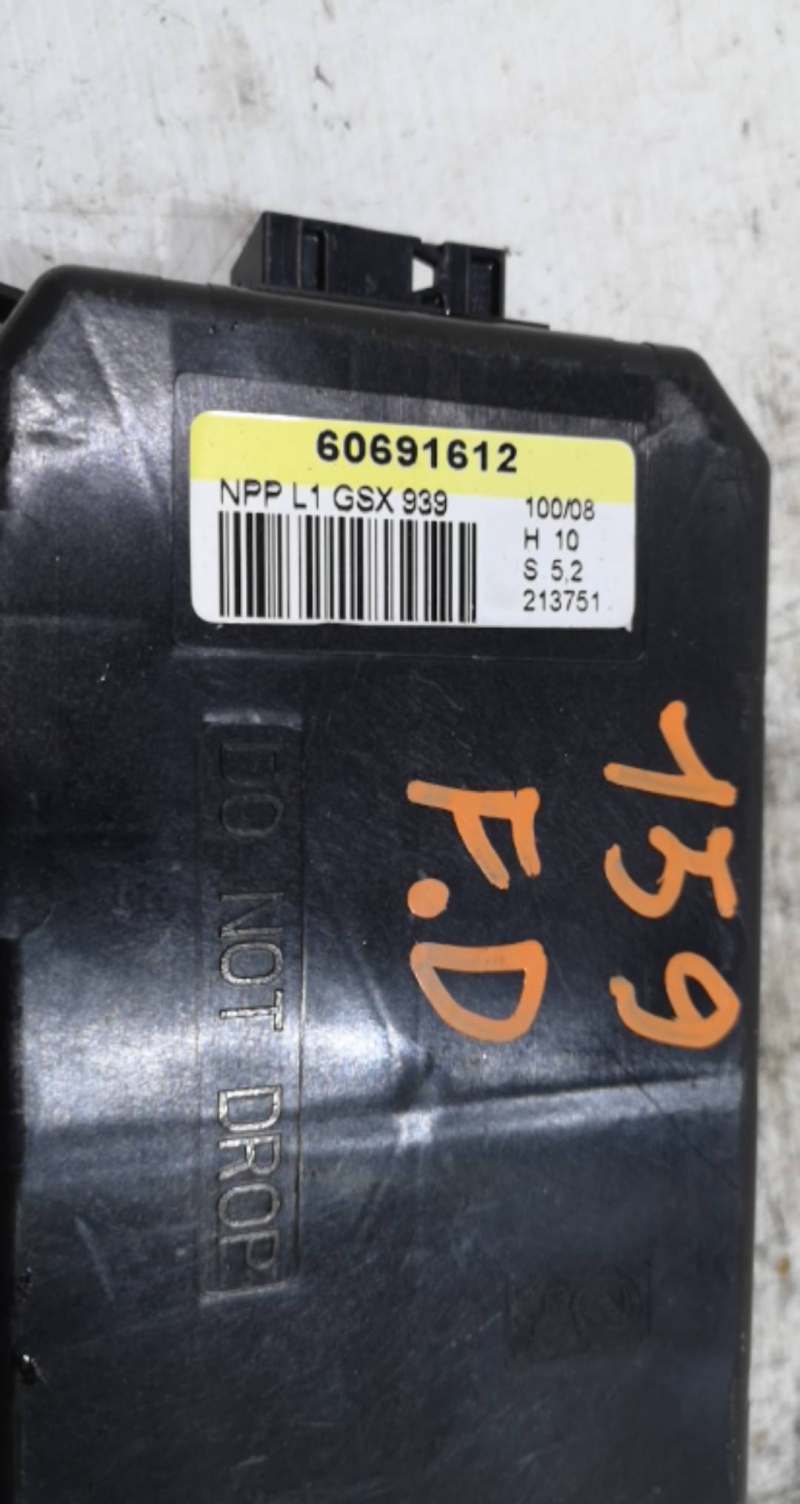 60691612
NPP L1 GSX 939
100/08
H 10
S 5,2
213751
DO NOT DROP
159
F.D